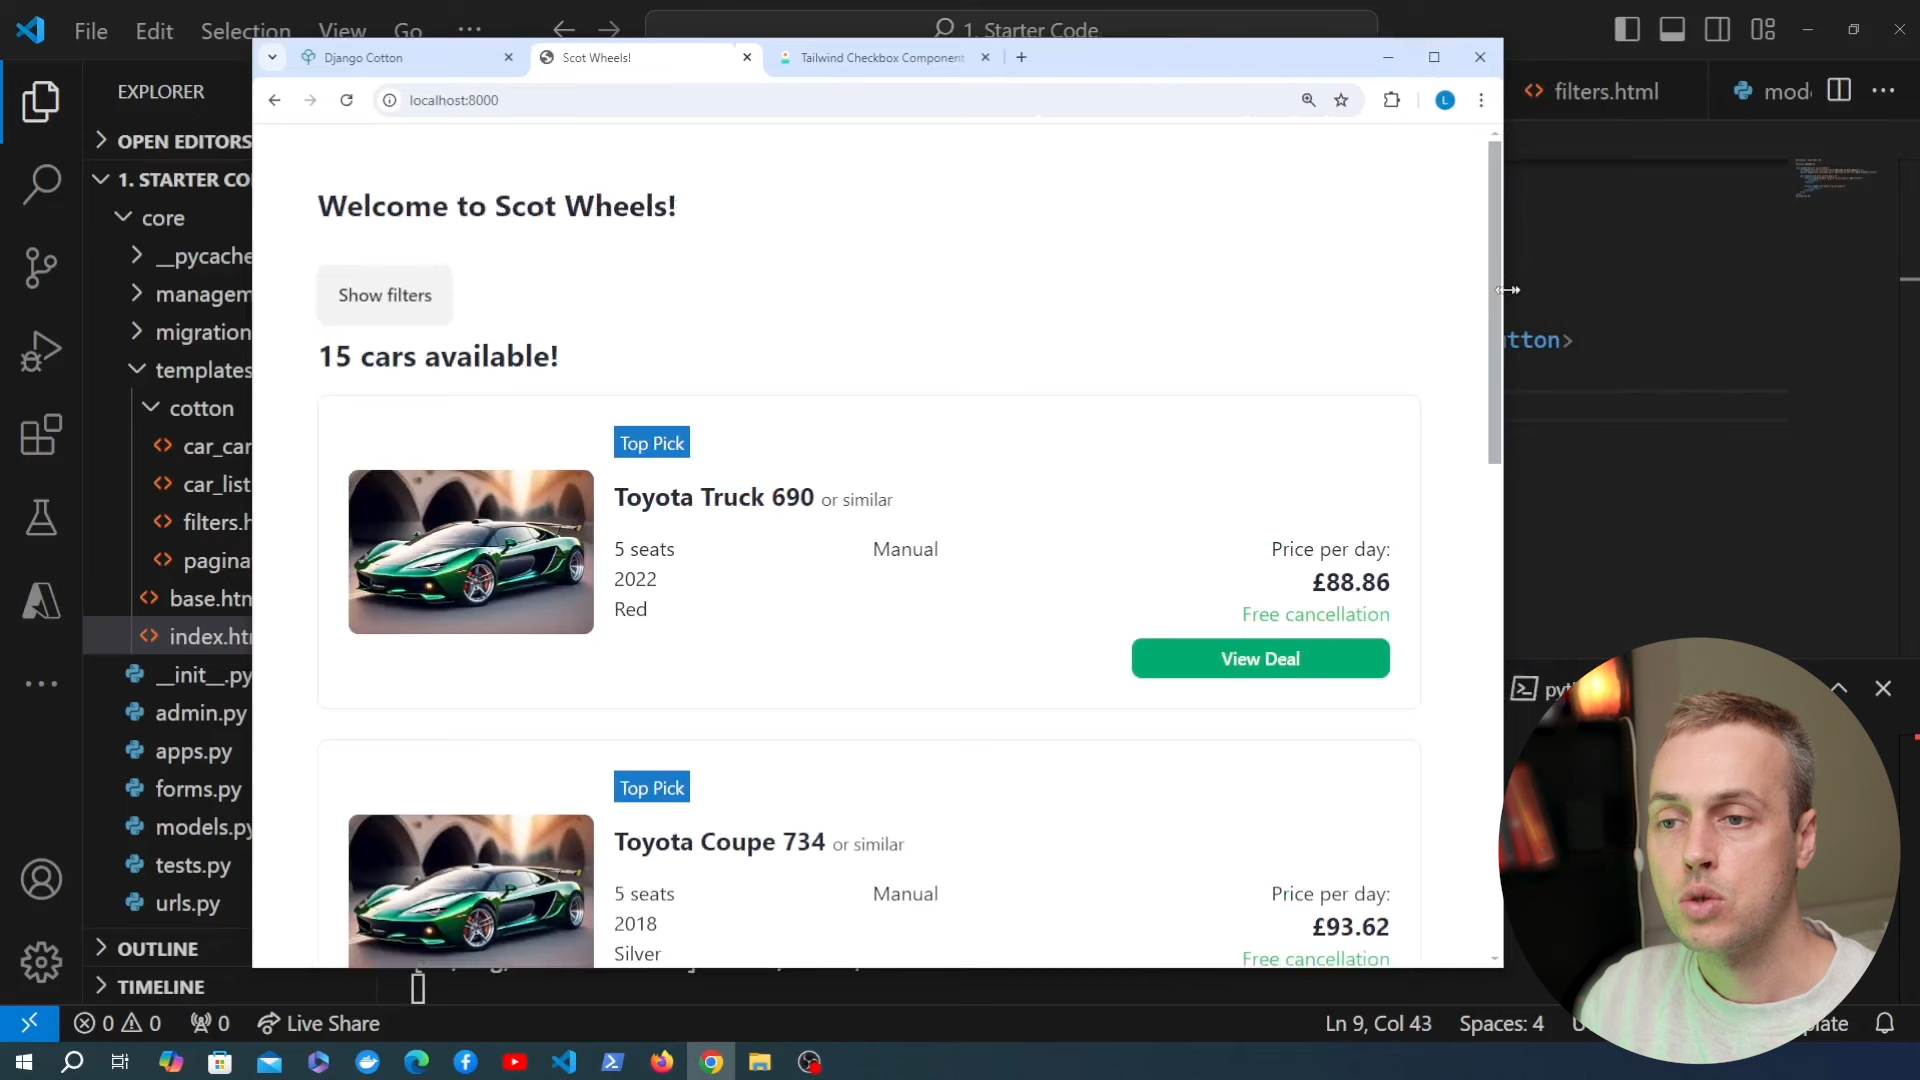 File Edit Selection View Go ...
1. Starter Code
EXPLORER
OPEN EDITORS
1. STARTER CO
core
__pycache
managem
migration
templates
cotton
car_car
car_list
filters.h
pagina
base.htm
index.ht
__init__.py
admin.py
apps.py
forms.py
models.py
tests.py
urls.py
OUTLINE
TIMELINE
Django Cotton
Scot Wheels!
Tailwind Checkbox Component
localhost:8000
L
Welcome to Scot Wheels!
Show filters
15 cars available!
Top Pick
Toyota Truck 690 or similar
5 seats
Manual
2022
Red
Price per day:
£88.86
Free cancellation
View Deal
Top Pick
Toyota Coupe 734 or similar
5 seats
Manual
2018
Silver
Price per day:
£93.62
Free cancellation
filters.html
mod
tton>
pyt
0 0 0 Live Share
Ln 9, Col 43 Spaces: 4 U plate